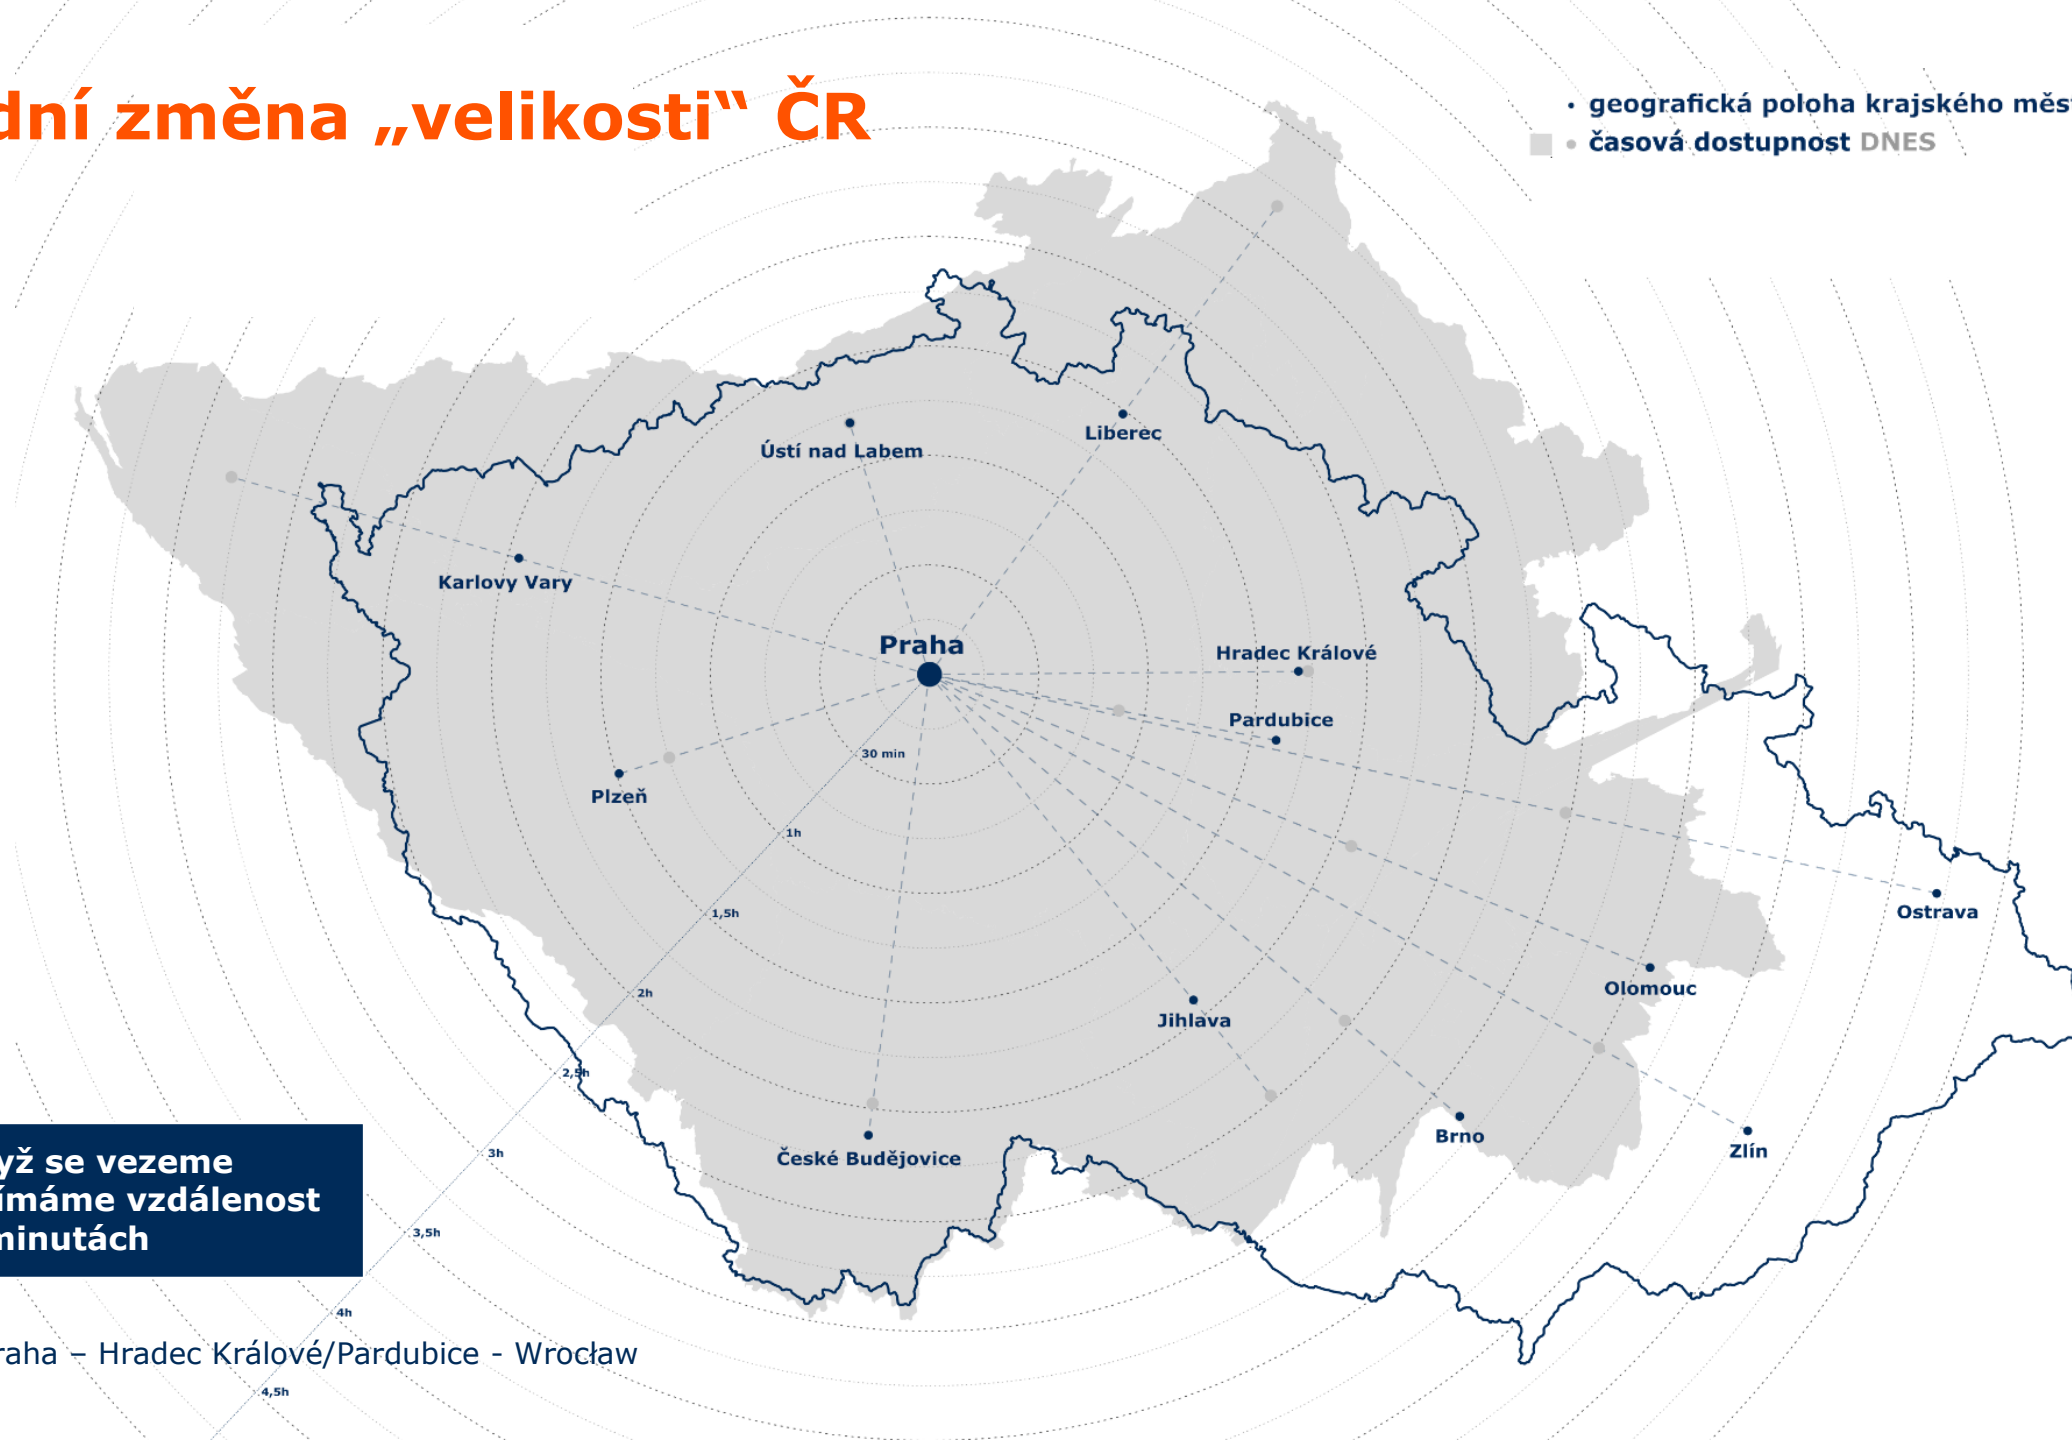 dní změna „velikosti“ ČR
• geografická poloha krajského měs
časová dostupnost DNES
Ústí nad Labem
Liberec
Karlovy Vary
Praha
Hradec Králové
Pardubice
30 min
Plzeň
1h
1,5h
Ostrava
2h
Olomouc
Jihlava
2,5h
Brno
Zlín
České Budějovice
3h
yž se vezeme
ímáme vzdálenost
minutách
3,5h
4h
raha – Hradec Králové/Pardubice - Wrocław
4,5h